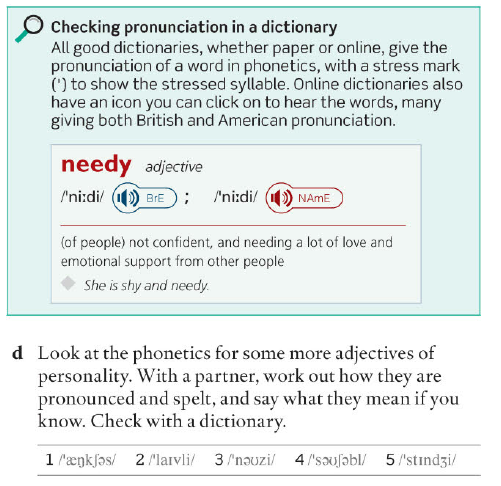 Checking pronunciation in a dictionary
All good dictionaries, whether paper or online, give the
pronunciation of a word in phonetics, with a stress mark
(ˈ) to show the stressed syllable. Online dictionaries also
have an icon you can click on to hear the words, many
giving both British and American pronunciation.
needy adjective
/ˈniːdi/ BrE ; /ˈniːdi/ NAmE
(of people) not confident, and needing a lot of love and
emotional support from other people
She is shy and needy.
d Look at the phonetics for some more adjectives of
personality. With a partner, work out how they are
pronounced and spelt, and say what they mean if you
know. Check with a dictionary.
1 /ˈæŋkʃəs/ 2 /ˈlaɪvli/ 3 /ˈnəʊzi/ 4 /ˈsəʊʃəbl/ 5 /ˈstɪndʒi/